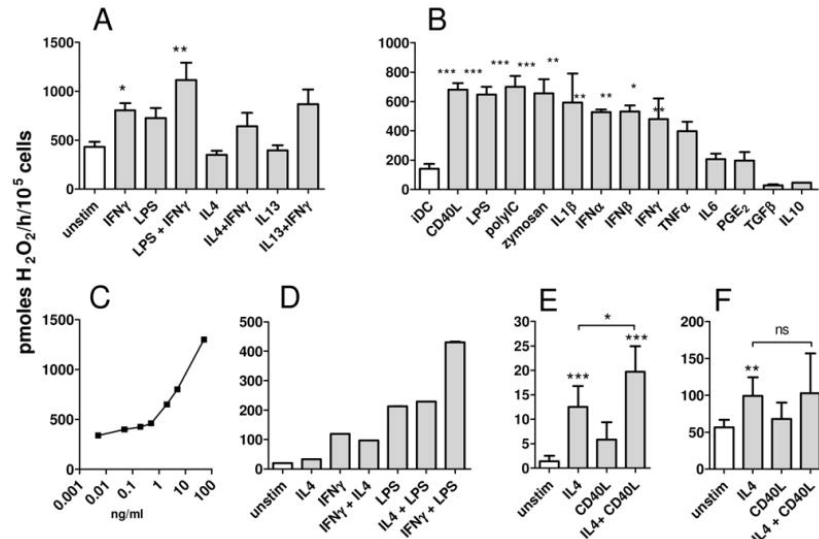 pmoles H₂O₂/h/10⁵ cells
A
1500
1000
500
0
*
**
unstim
IFNγ
LPS
LPS + IFNγ
IL4
IL4+IFNγ
IL13
IL13+IFNγ
B
1000
800
600
400
200
0
***
***
***
***
**
**
**
*
**
iDC
CD40L
LPS
polyIC
zymosan
IL1β
IFNα
IFNβ
IFNγ
TNFα
IL6
PGE₂
TGFβ
IL10
C
1500
1000
500
0
0.001
0.01
0.1
1
10
100
ng/ml
D
500
400
300
200
100
0
unstim
IL4
IFNγ
IFNγ + IL4
LPS
IL4 + LPS
IFNγ + LPS
E
30
25
20
15
10
5
0
*
***
***
unstim
IL4
CD40L
IL4+ CD40L
F
200
150
100
50
0
ns
**
unstim
IL4
CD40L
IL4 + CD40L